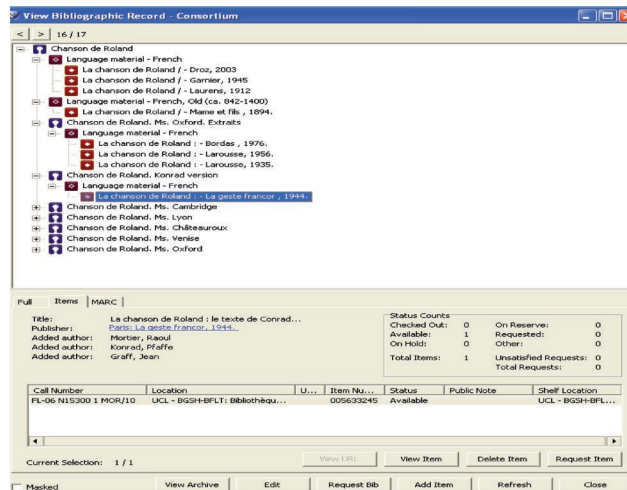 View Bibliographic Record - Consortium
< > 16 / 17
Chanson de Roland
Language material - French
La chanson de Roland / - Droz, 2003
La chanson de Roland / - Garnier, 1945
La chanson de Roland / - Laurens, 1912
Language material - French, Old (ca. 842-1400)
La chanson de Roland / - Mame et fils , 1894.
Chanson de Roland. Ms. Oxford. Extraits
Language material - French
La chanson de Roland : - Bordas , 1976.
La chanson de Roland : - Larousse, 1956.
La chanson de Roland : - Larousse, 1935.
Chanson de Roland. Konrad version
Language material - French
La chanson de Roland : - La geste francor , 1944.
Chanson de Roland. Ms. Cambridge
Chanson de Roland. Ms. Lyon
Chanson de Roland. Ms. Châteauroux
Chanson de Roland. Ms. Venise
Chanson de Roland. Ms. Oxford
Full Items MARC
Title: La chanson de Roland : le texte de Conrad...
Publisher: Paris: La geste francor, 1944.
Added author: Mortier, Raoul
Added author: Konrad, Pfaffe
Added author: Graff, Jean
Status Counts
Checked Out: 0 On Reserve: 0
Available: 1 Requested: 0
On Hold: 0 Other: 0
Total Items: 1 Unsatisfied Requests: 0
Total Requests: 0
Call Number Location U... Item Nu... Status Public Note Shelf Location
FL-06 N15300 1 MOR/10 UCL - BGSH-BFLT: Bibliothèqu... 005633245 Available UCL - BGSH-BFL...
Current Selection: 1 / 1 View URL View Item Delete Item Request Item
Masked View Archive Edit Request Bib Add Item Refresh Close